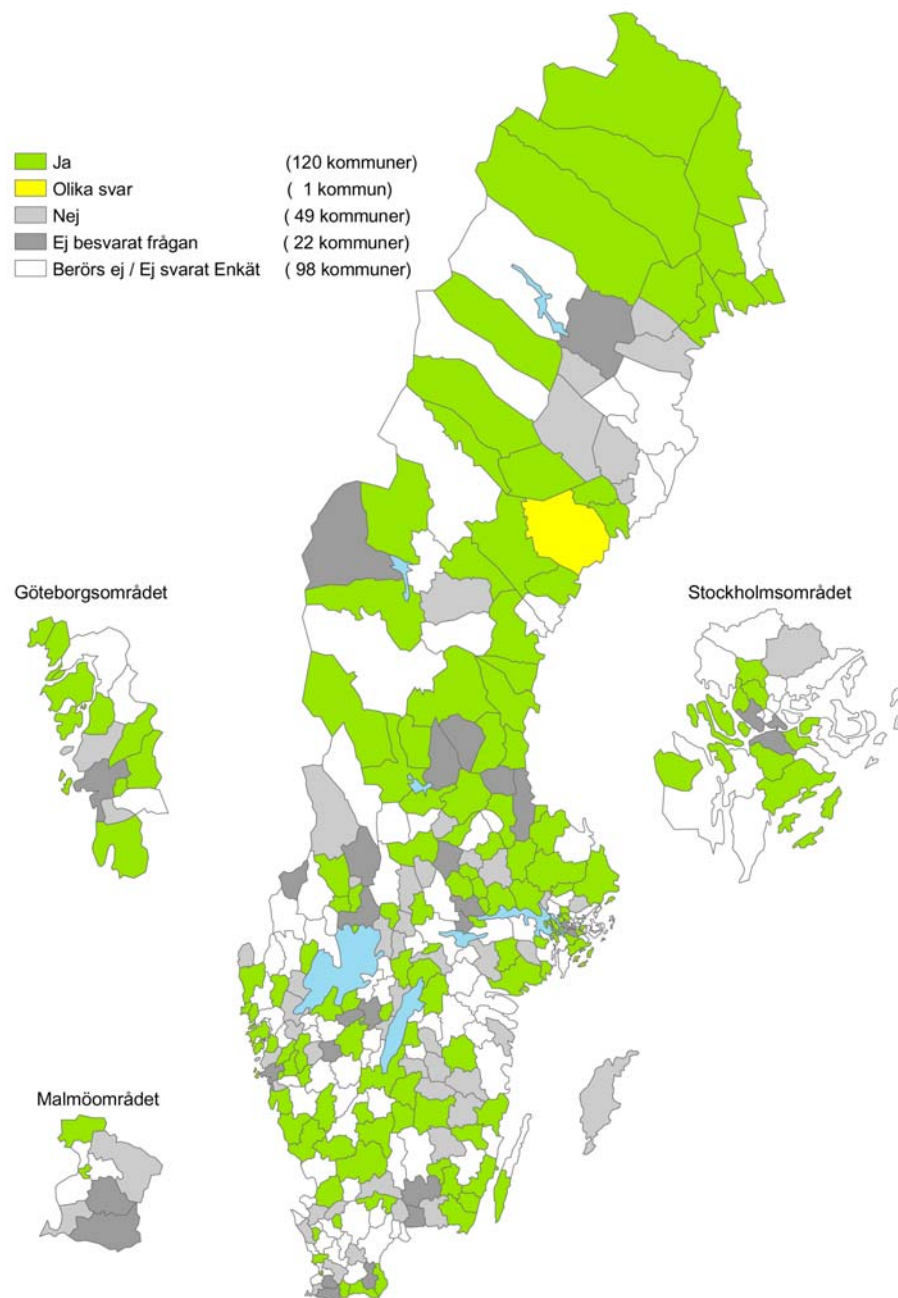 Ja (120 kommuner)
Olika svar ( 1 kommun)
Nej ( 49 kommuner)
Ej besvarat frågan ( 22 kommuner)
Berörs ej / Ej svarat Enkät ( 98 kommuner)
Göteborgsområdet
Stockholmsområdet
Malmöområdet